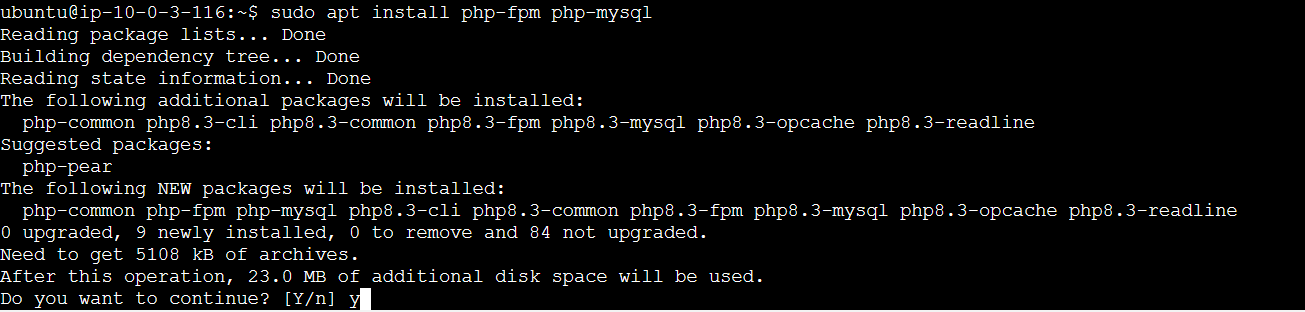 ubuntu@ip-10-0-3-116:~$ sudo apt install php-fpm php-mysql
Reading package lists... Done
Building dependency tree... Done
Reading state information... Done
The following additional packages will be installed:
  php-common php8.3-cli php8.3-common php8.3-fpm php8.3-mysql php8.3-opcache php8.3-readline
Suggested packages:
  php-pear
The following NEW packages will be installed:
  php-common php-fpm php-mysql php8.3-cli php8.3-common php8.3-fpm php8.3-mysql php8.3-opcache php8.3-readline
0 upgraded, 9 newly installed, 0 to remove and 84 not upgraded.
Need to get 5108 kB of archives.
After this operation, 23.0 MB of additional disk space will be used.
Do you want to continue? [Y/n] y